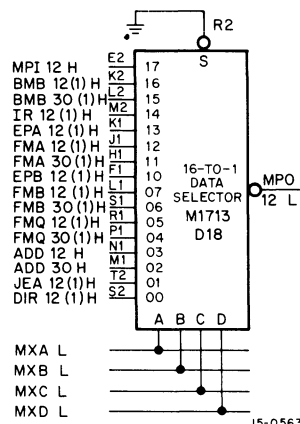 R2
S
MPI 12 H E2 17
BMB 12(1)H K2 16
BMB 30(1)H L2 15
IR 12(1)H M2 14
EPA 12(1)H K1 13
FMA 12(1)H J1 12
FMA 30(1)H H1 11
EPB 12(1)H F1 10
FMB 12(1)H L1 07
FMB 30(1)H S1 06
FMQ 12(1)H R1 05
FMQ 30(1)H P1 04
ADD 12 H N1 03
ADD 30 H M1 02
JEA 12(1)H T2 01
DIR 12(1)H S2 00
16-TO-1
DATA
SELECTOR
M1713
D18
MPO
12 L
A B C D
MXA L
MXB L
MXC L
MXD L
15-0567